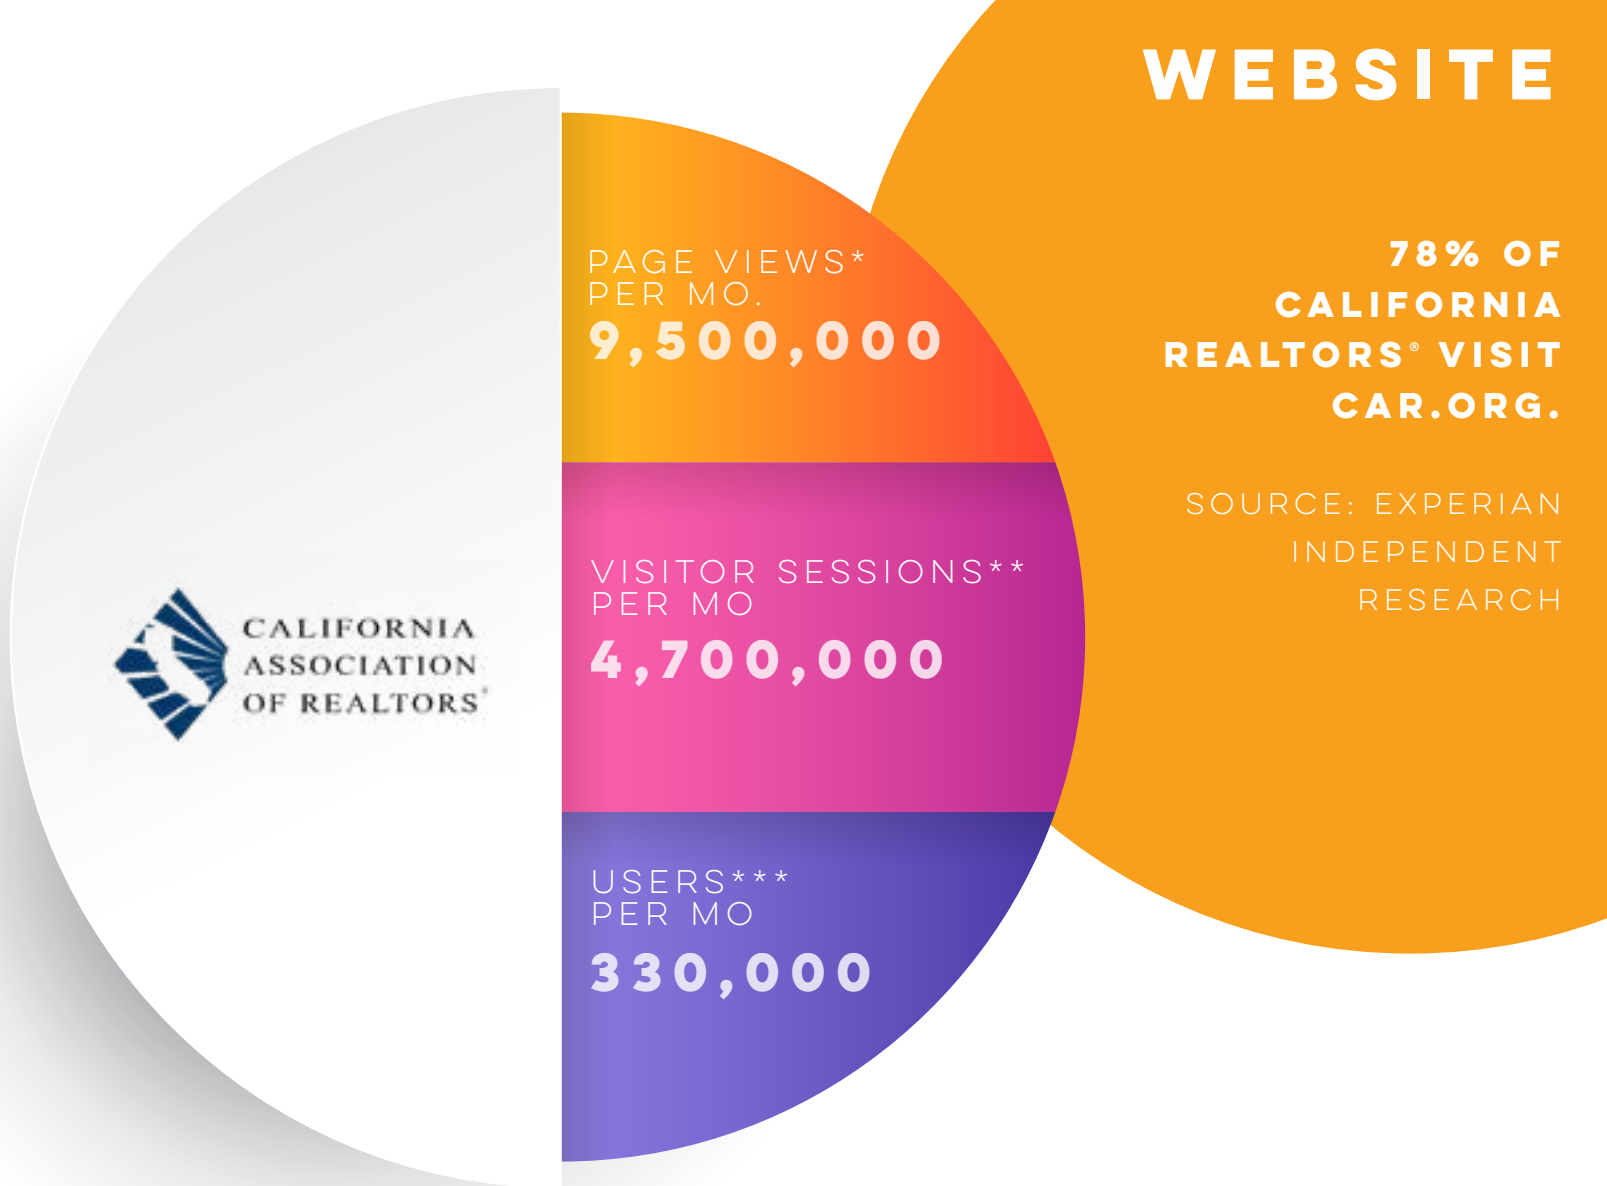 WEBSITE
78% OF
CALIFORNIA
REALTORS® VISIT
CAR.ORG.
SOURCE: EXPERIAN
INDEPENDENT
RESEARCH
PAGE VIEWS*
PER MO.
9,500,000
VISITOR SESSIONS**
PER MO
4,700,000
USERS***
PER MO
330,000
CALIFORNIA
ASSOCIATION
OF REALTORS®